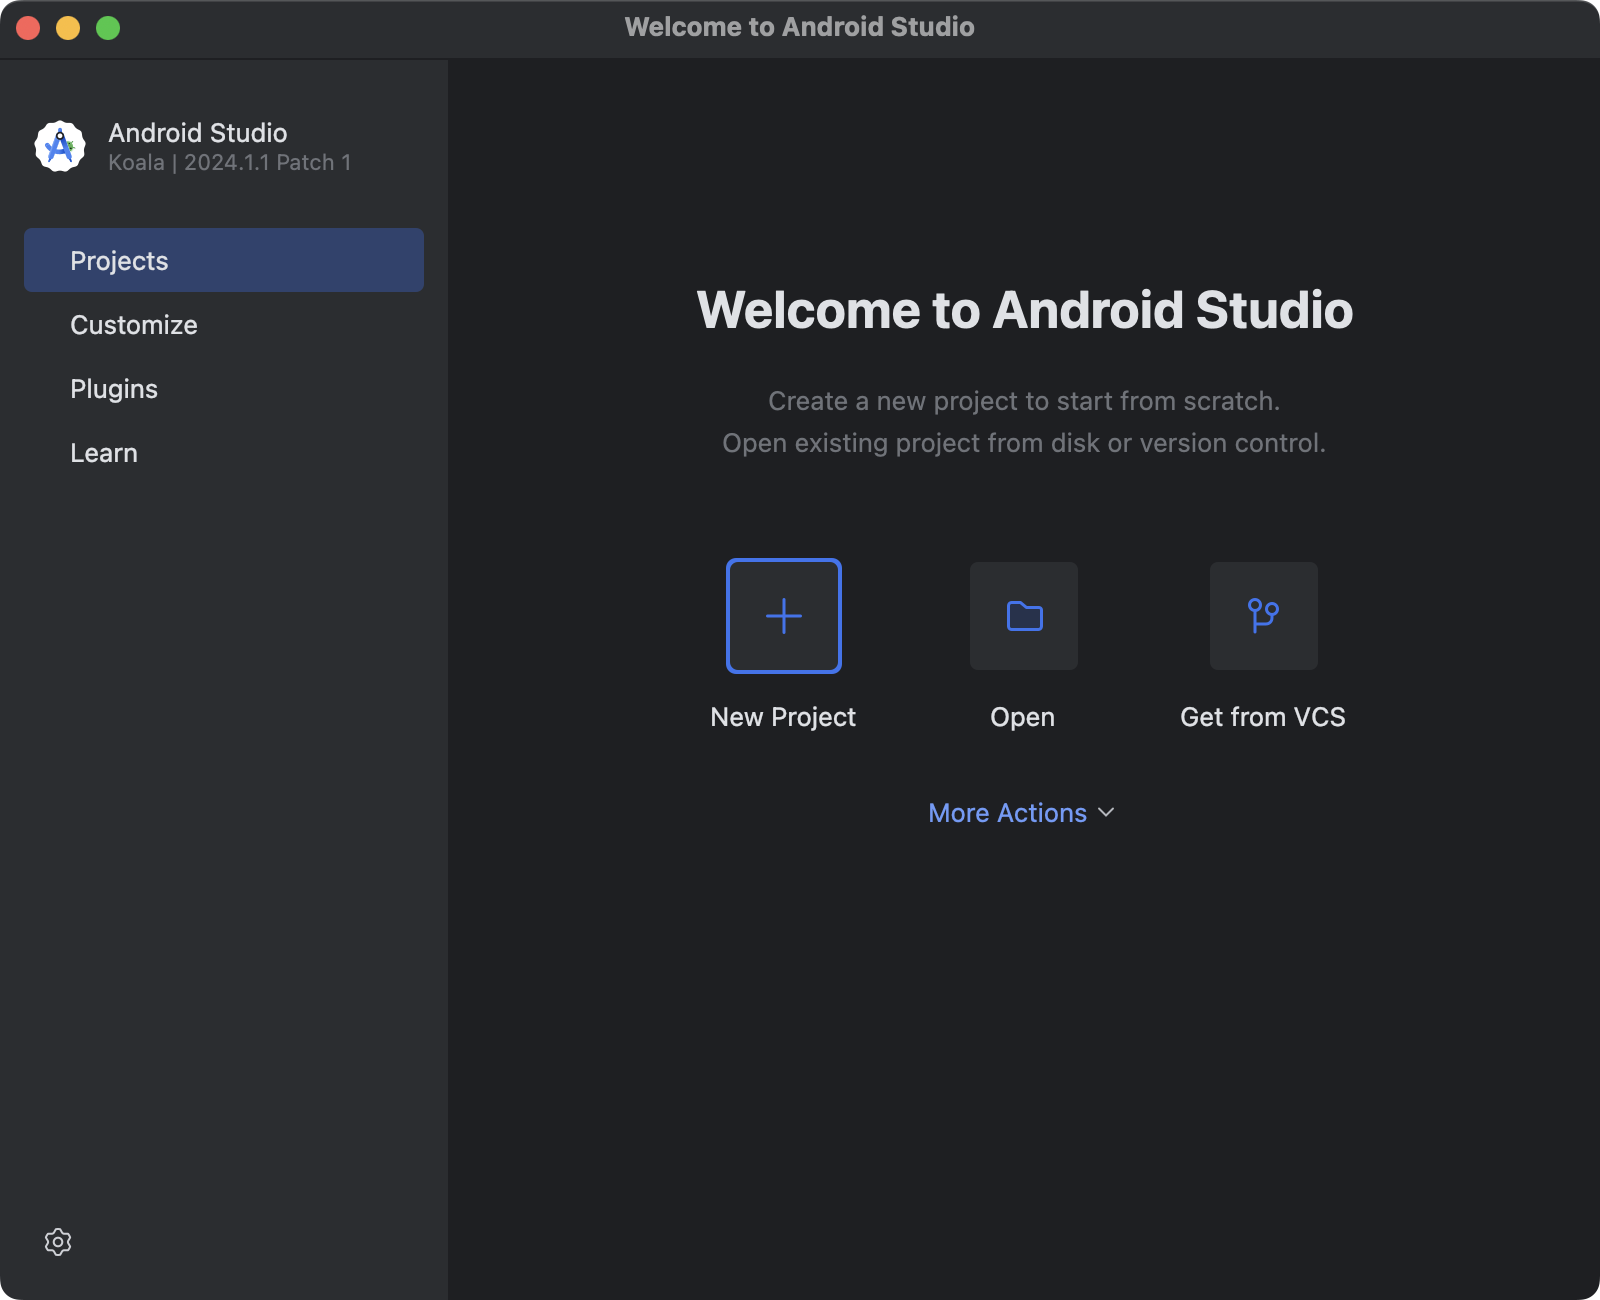 Welcome to Android Studio
Android Studio
Koala | 2024.1.1 Patch 1
Projects
Customize
Plugins
Learn
Welcome to Android Studio
Create a new project to start from scratch.
Open existing project from disk or version control.
New Project
Open
Get from VCS
More Actions